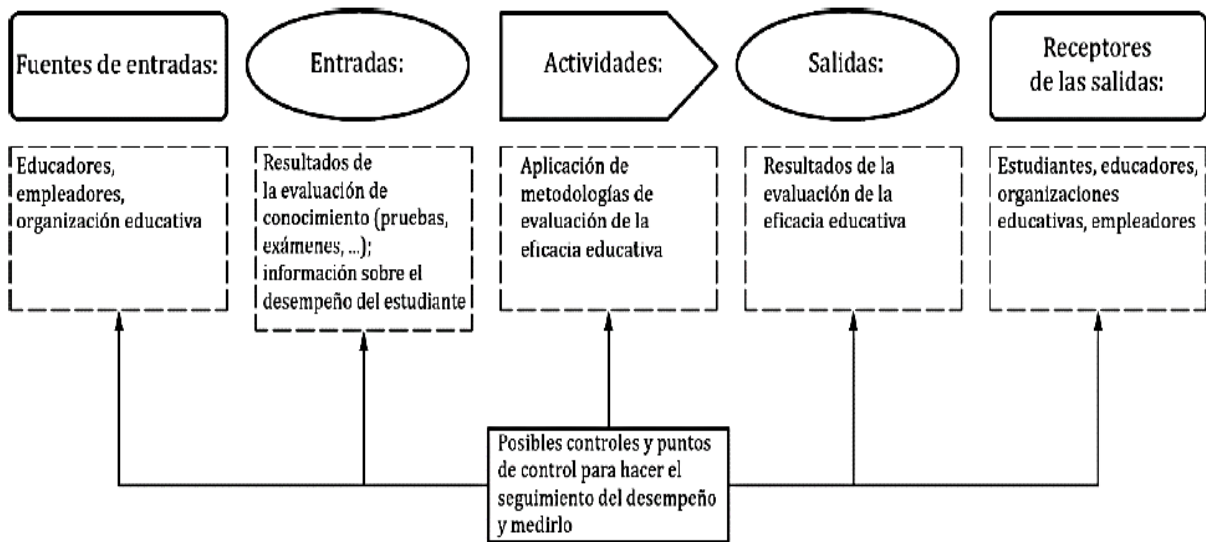 Fuentes de entradas:
Entradas:
Actividades:
Salidas:
Receptores
de las salidas:
Educadores,
empleadores,
organización educativa
Resultados de
la evaluación de
conocimiento (pruebas,
exámenes, ...);
información sobre el
desempeño del estudiante
Aplicación de
metodologías de
evaluación de la
eficacia educativa
Resultados de la
evaluación de la
eficacia educativa
Estudiantes, educadores,
organizaciones
educativas, empleadores
Posibles controles y puntos
de control para hacer el
seguimiento del desempeño
y medirlo